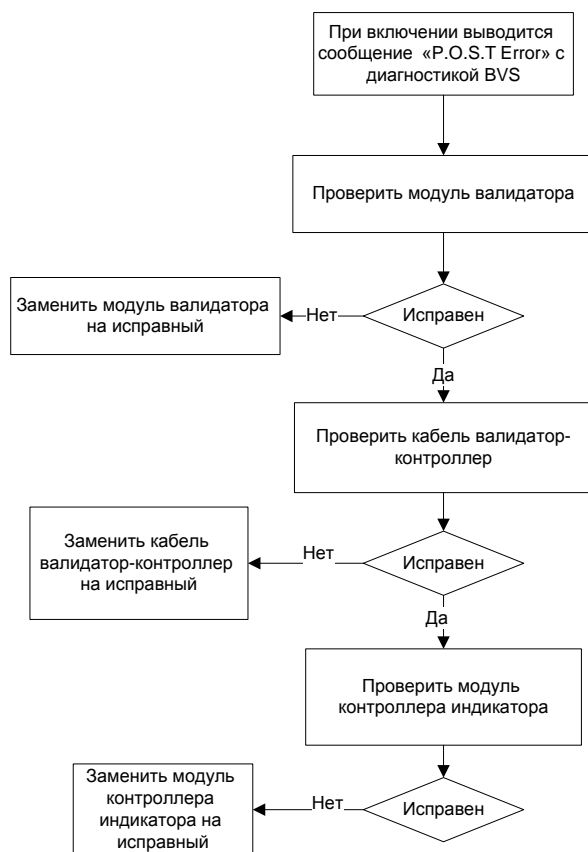 При включении выводится
сообщение «P.O.S.T Error» с
диагностикой BVS
Проверить модуль валидатора
Заменить модуль валидатора
на исправный
Нет
Исправен
Да
Проверить кабель валидатор-
контроллер
Заменить кабель
валидатор-контроллер
на исправный
Нет
Исправен
Да
Проверить модуль
контроллера индикатора
Заменить модуль
контроллера
индикатора на
исправный
Нет
Исправен